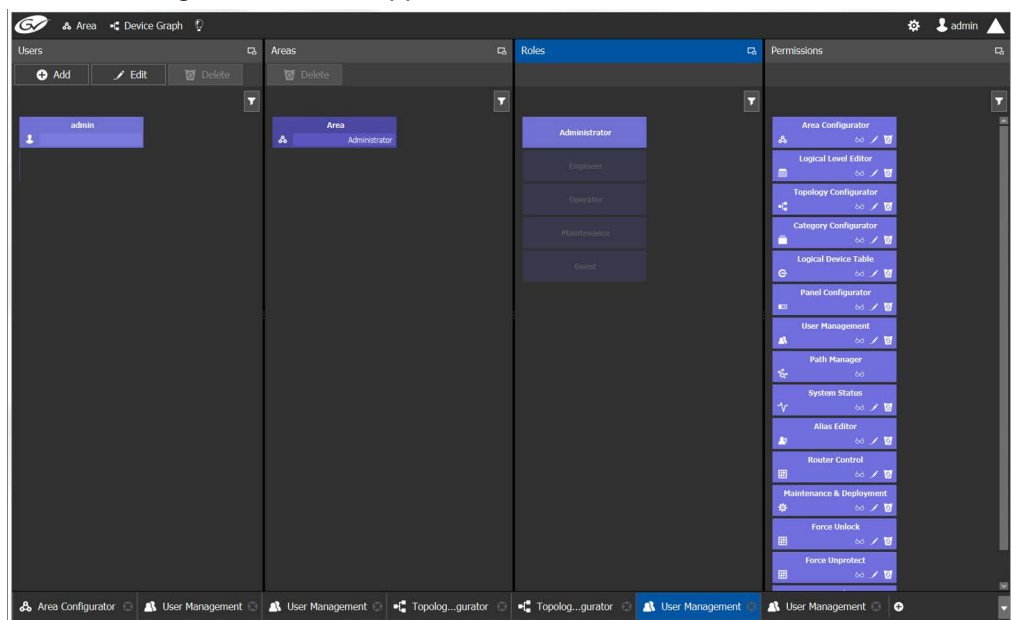 GV Area Device Graph admin
Users
Areas
Roles
Permissions
Add Edit Delete
Delete
admin
Area
Administrator
Administrator
Engineer
Operator
Maintenance
Guest
Area Configurator
Logical Level Editor
Topology Configurator
Category Configurator
Logical Device Table
Panel Configurator
User Management
Path Manager
System Status
Alias Editor
Router Control
Maintenance & Deployment
Force Unlock
Force Unprotect
Area Configurator User Management User Management Topolog...gurator Topolog...gurator User Management User Management